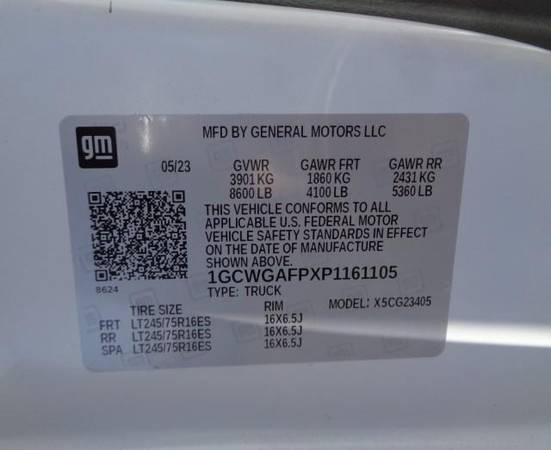 gm
MFD BY GENERAL MOTORS LLC
05/23 GVWR GAWR FRT GAWR RR
3901 KG 1860 KG 2431 KG
8600 LB 4100 LB 5360 LB
THIS VEHICLE CONFORMS TO ALL
APPLICABLE U.S. FEDERAL MOTOR
VEHICLE SAFETY STANDARDS IN EFFECT
ON THE DATE OF MANUFACTURE
SHOWN ABOVE.
8624
1GCWGAFPXP1161105
TYPE: TRUCK
TIRE SIZE RIM MODEL: X5CG23405
FRT LT245/75R16ES 16X6.5J
RR LT245/75R16ES 16X6.5J
SPA LT245/75R16ES 16X6.5J